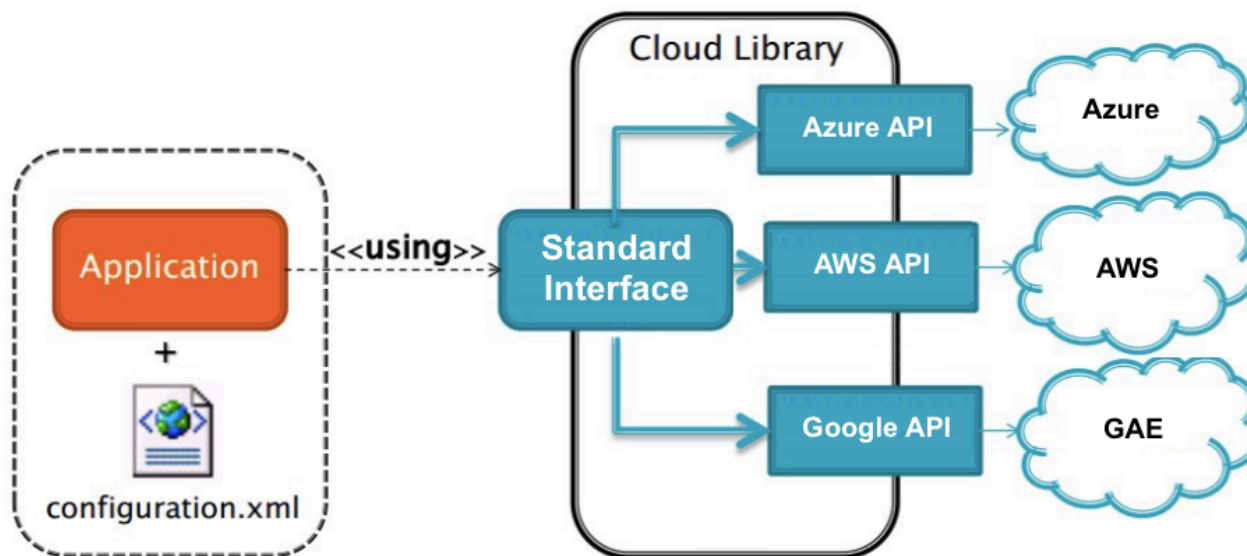 Cloud Library
Azure API
Azure
Application
<<using>>
Standard
Interface
AWS API
AWS
+
configuration.xml
Google API
GAE